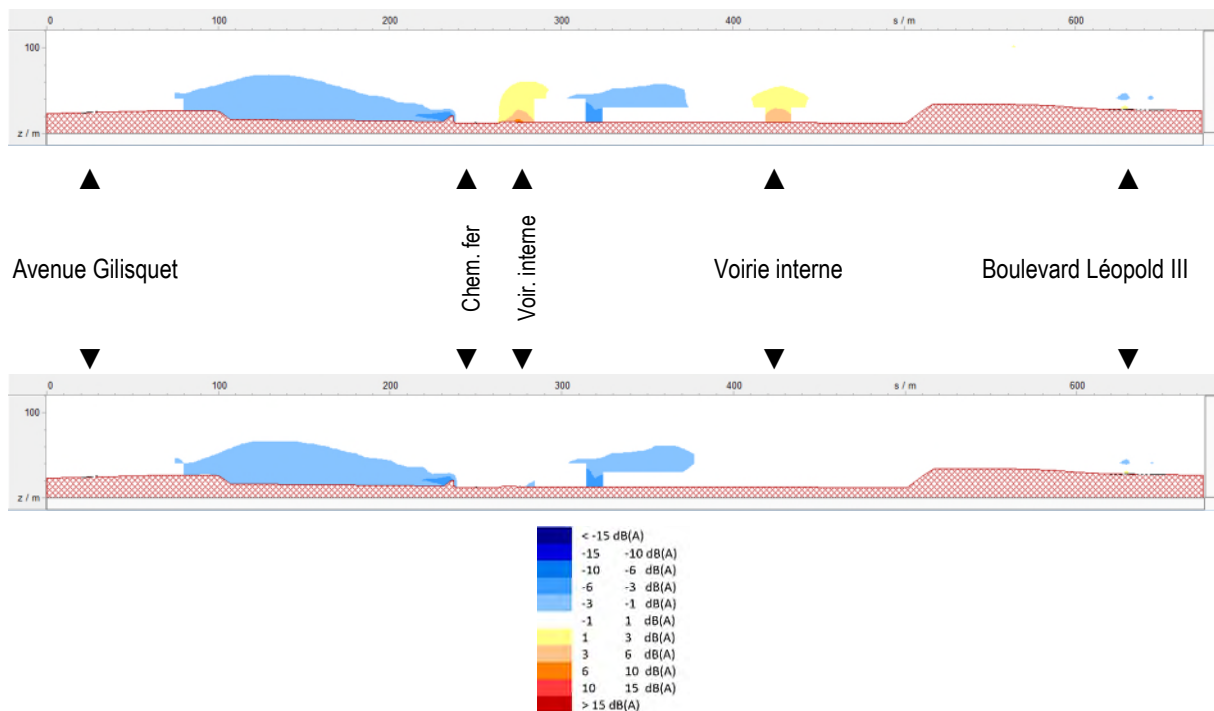 0 100 200 300 400 s / m 600
100
z / m
Avenue Gilisquet
Chem. fer
Voir. interne
Voirie interne
Boulevard Léopold III
0 100 200 300 400 s / m 600
100
z / m
< -15 dB(A)
-15 -10 dB(A)
-10 -6 dB(A)
-6 -3 dB(A)
-3 -1 dB(A)
-1 1 dB(A)
1 3 dB(A)
3 6 dB(A)
6 10 dB(A)
10 15 dB(A)
> 15 dB(A)